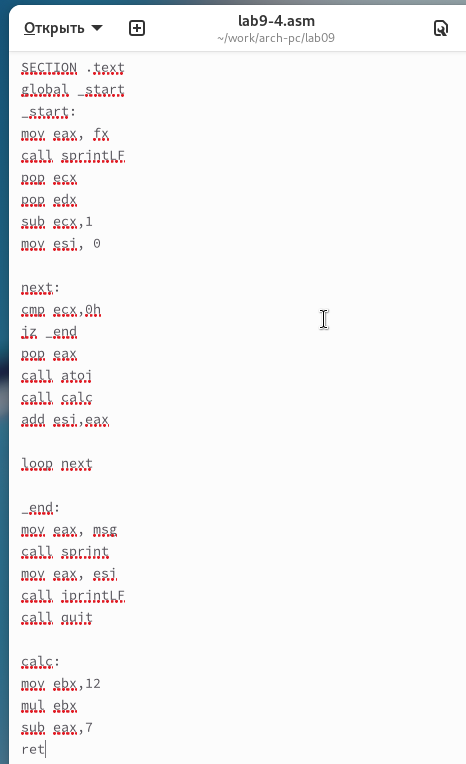 Открыть
lab9-4.asm
~/work/arch-pc/lab09
SECTION .text
global _start
_start:
mov eax, fx
call sprintLF
pop ecx
pop edx
sub ecx,1
mov esi, 0
next:
cmp ecx,0h
jz _end
pop eax
call atoi
call calc
add esi,eax
loop next
_end:
mov eax, msg
call sprint
mov eax, esi
call iprintLF
call quit
calc:
mov ebx,12
mul ebx
sub eax,7
ret